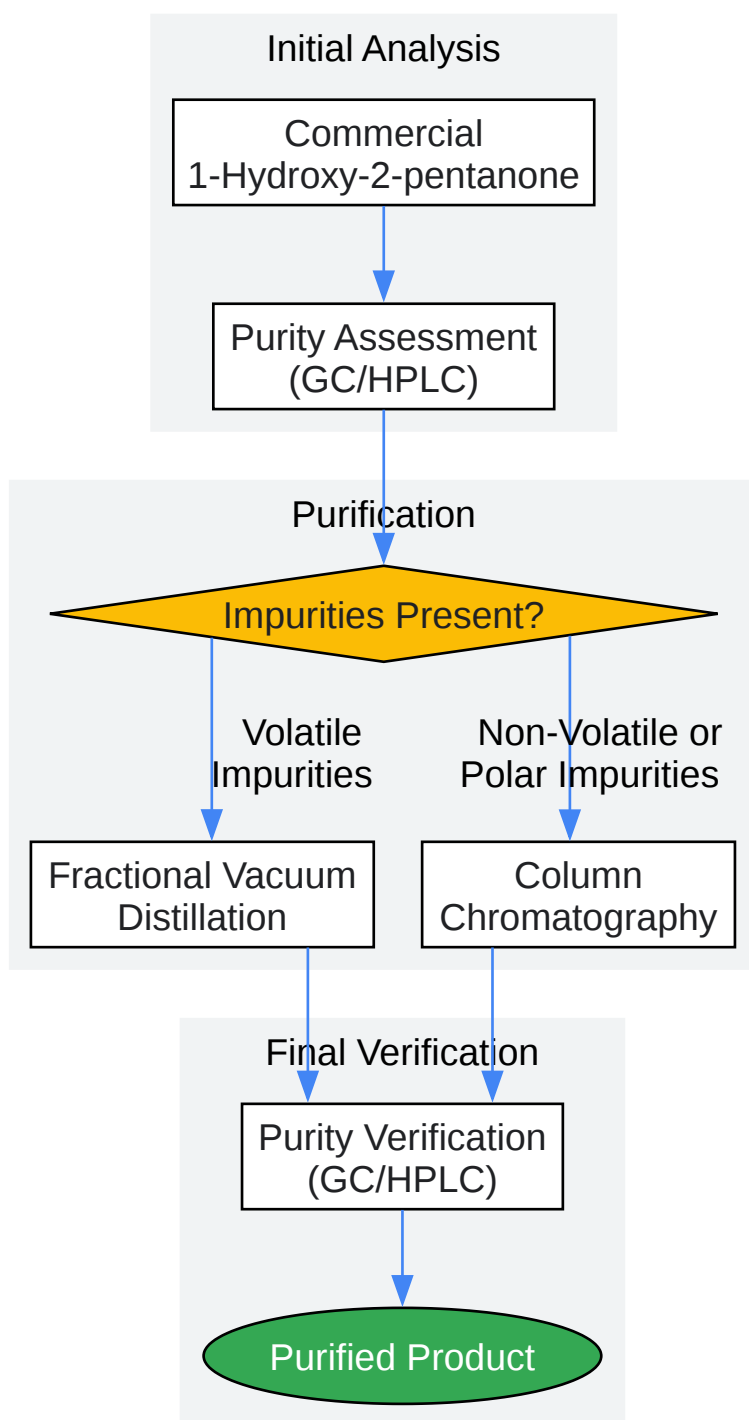 Initial Analysis
Commercial
1-Hydroxy-2-pentanone
Purity Assessment
(GC/HPLC)
Purification
Impurities Present?
Volatile
Impurities
Non-Volatile or
Polar Impurities
Fractional Vacuum
Distillation
Column
Chromatography
Final Verification
Purity Verification
(GC/HPLC)
Purified Product